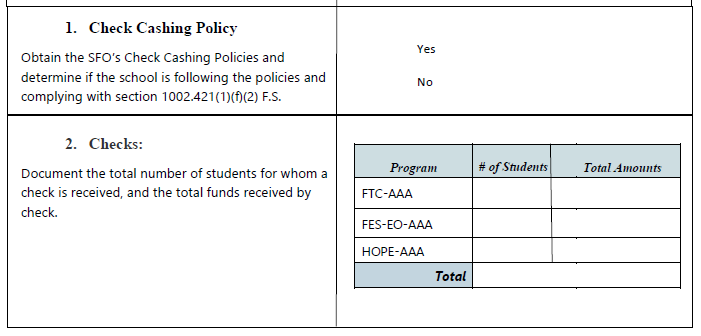 1. Check Cashing Policy
Obtain the SFO's Check Cashing Policies and
determine if the school is following the policies and
complying with section 1002.421(1)(f)(2) F.S.
Yes
No
2. Checks:
Document the total number of students for whom a
check is received, and the total funds received by
check.
Program # of Students Total Amounts
FTC-AAA
FES-EO-AAA
HOPE-AAA
Total